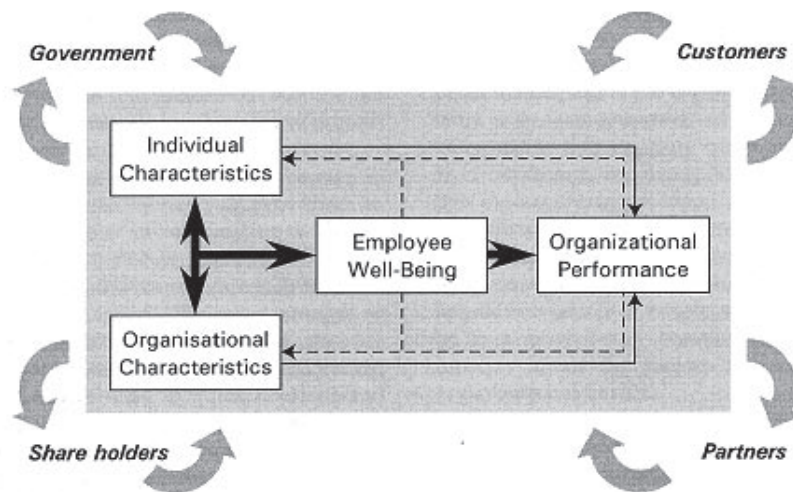 Government
Customers
Individual
Characteristics
Employee
Well-Being
Organizational
Performance
Organisational
Characteristics
Share holders
Partners